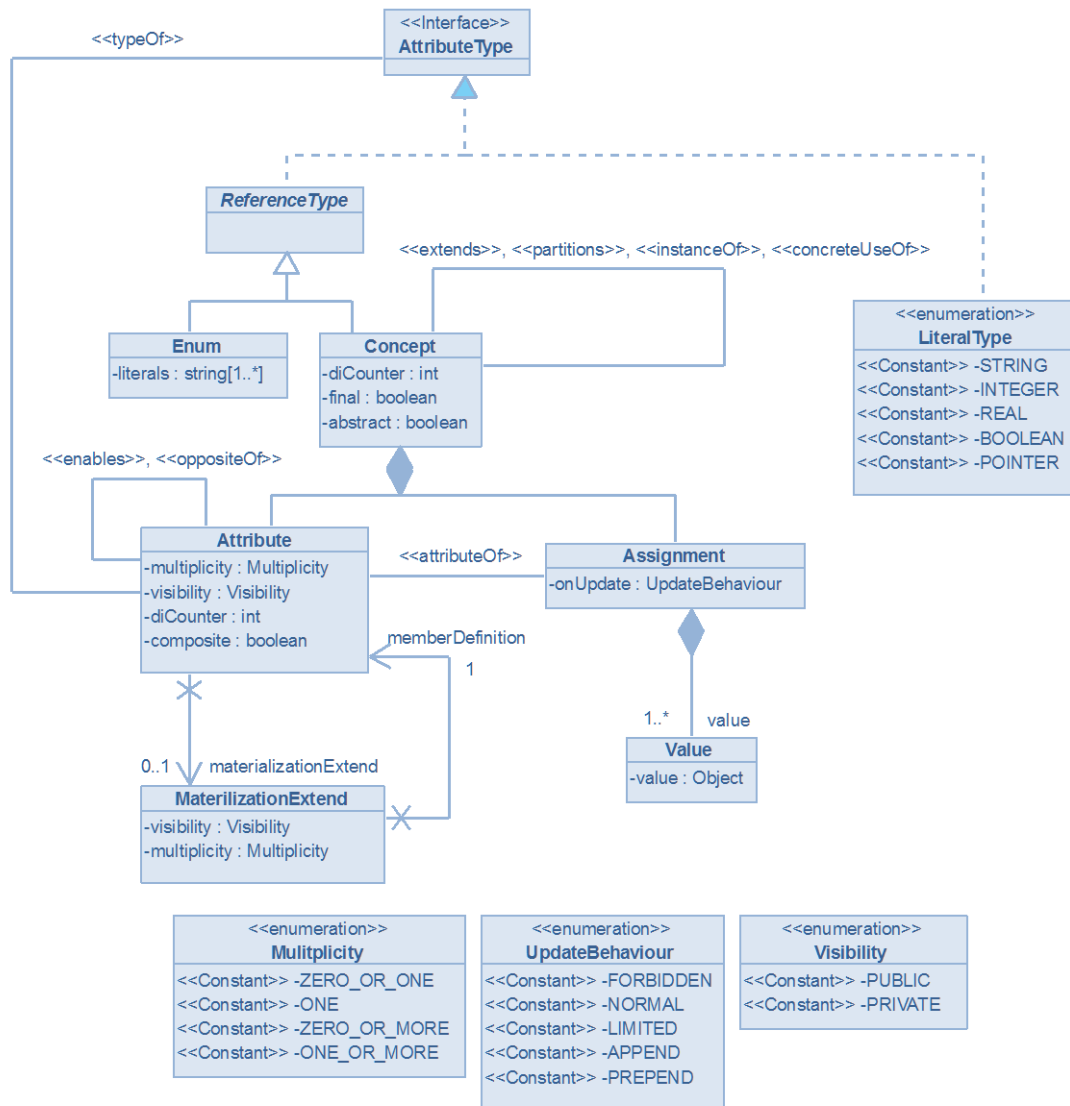 <<Interface>>
AttributeType
<<typeOf>>
ReferenceType
<<extends>>, <<partitions>>, <<instanceOf>>, <<concreteUseOf>>
<<enumeration>>
LiteralType
<<Constant>> -STRING
<<Constant>> -INTEGER
<<Constant>> -REAL
<<Constant>> -BOOLEAN
<<Constant>> -POINTER
Enum
-literals : string[1..*]
Concept
-diCounter : int
-final : boolean
-abstract : boolean
<<enables>>, <<oppositeOf>>
Attribute
-multiplicity : Multiplicity
-visibility : Visibility
-diCounter : int
-composite : boolean
<<attributeOf>>
Assignment
-onUpdate : UpdateBehaviour
memberDefinition
1
1..* value
Value
-value : Object
0..1 materializationExtend
MaterilizationExtend
-visibility : Visibility
-multiplicity : Multiplicity
<<enumeration>>
Mulitplicity
<<Constant>> -ZERO_OR_ONE
<<Constant>> -ONE
<<Constant>> -ZERO_OR_MORE
<<Constant>> -ONE_OR_MORE
<<enumeration>>
UpdateBehaviour
<<Constant>> -FORBIDDEN
<<Constant>> -NORMAL
<<Constant>> -LIMITED
<<Constant>> -APPEND
<<Constant>> -PREPEND
<<enumeration>>
Visibility
<<Constant>> -PUBLIC
<<Constant>> -PRIVATE